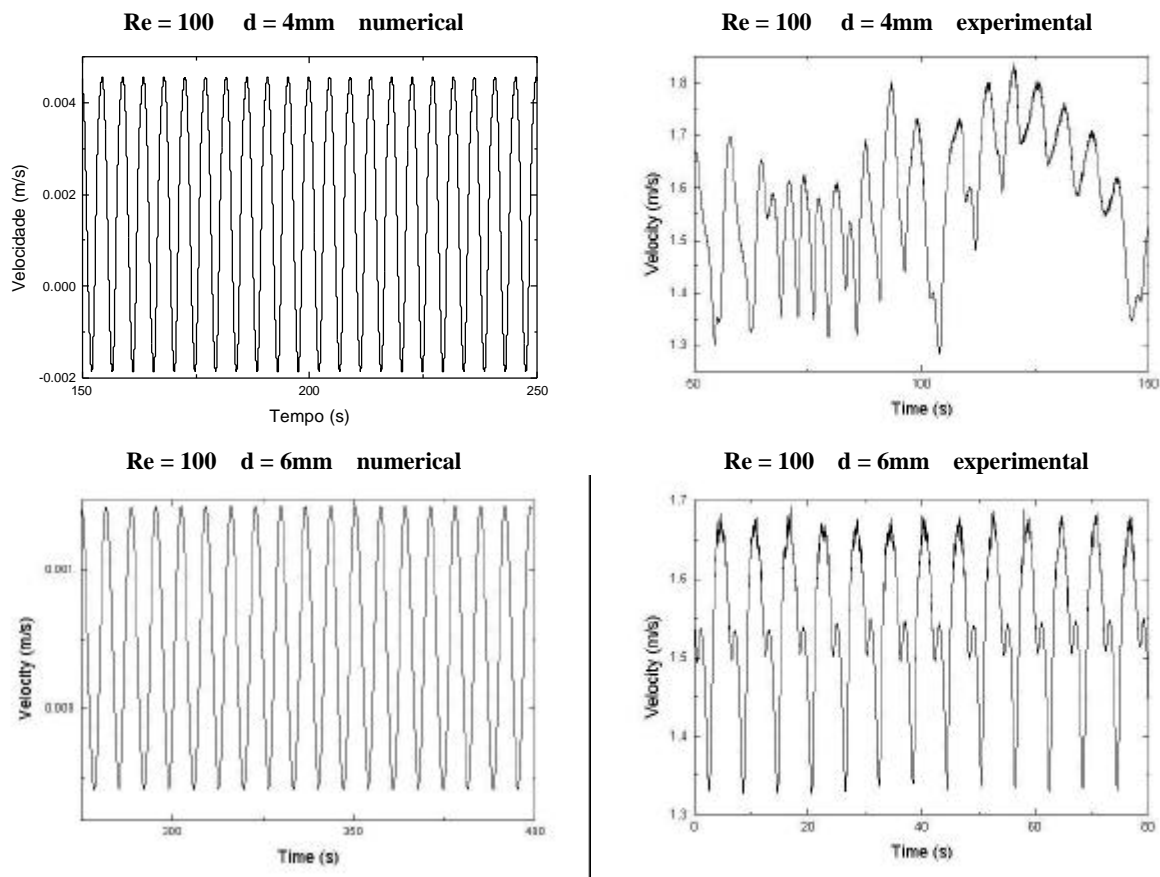 Re = 100 d = 4mm numerical
Velocidade (m/s)
0.004
0.002
0.000
-0.002
150
200
250
Tempo (s)
Re = 100 d = 4mm experimental
Velocity (m/s)
1.8
1.7
1.6
1.5
1.4
1.3
100
Time (s)
Re = 100 d = 6mm numerical
Velocity (m/s)
0.001
350
Time (s)
Re = 100 d = 6mm experimental
Velocity (m/s)
1.7
1.6
1.5
1.4
1.3
0
20
40
60
80
Time (s)